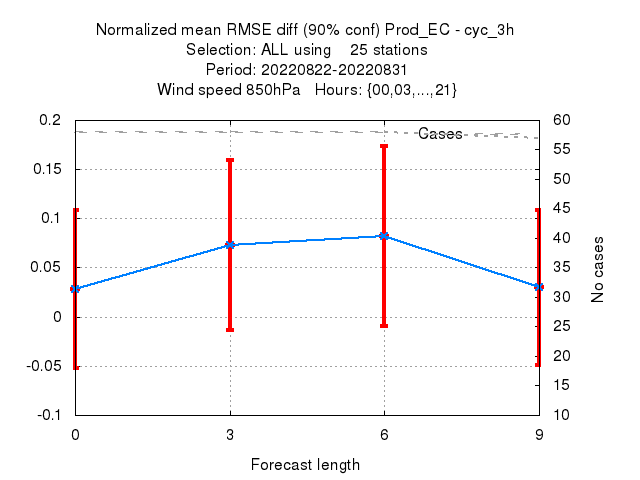 Normalized mean RMSE diff (90% conf) Prod_EC - cyc_3h
Selection: ALL using    25 stations
Period: 20220822-20220831
Wind speed 850hPa   Hours: {00,03,...,21}
0.2
0.15
0.1
0.05
0
-0.05
-0.1
Cases
60
55
50
45
40
35
30
25
20
15
10
No cases
0 3 6 9
Forecast length